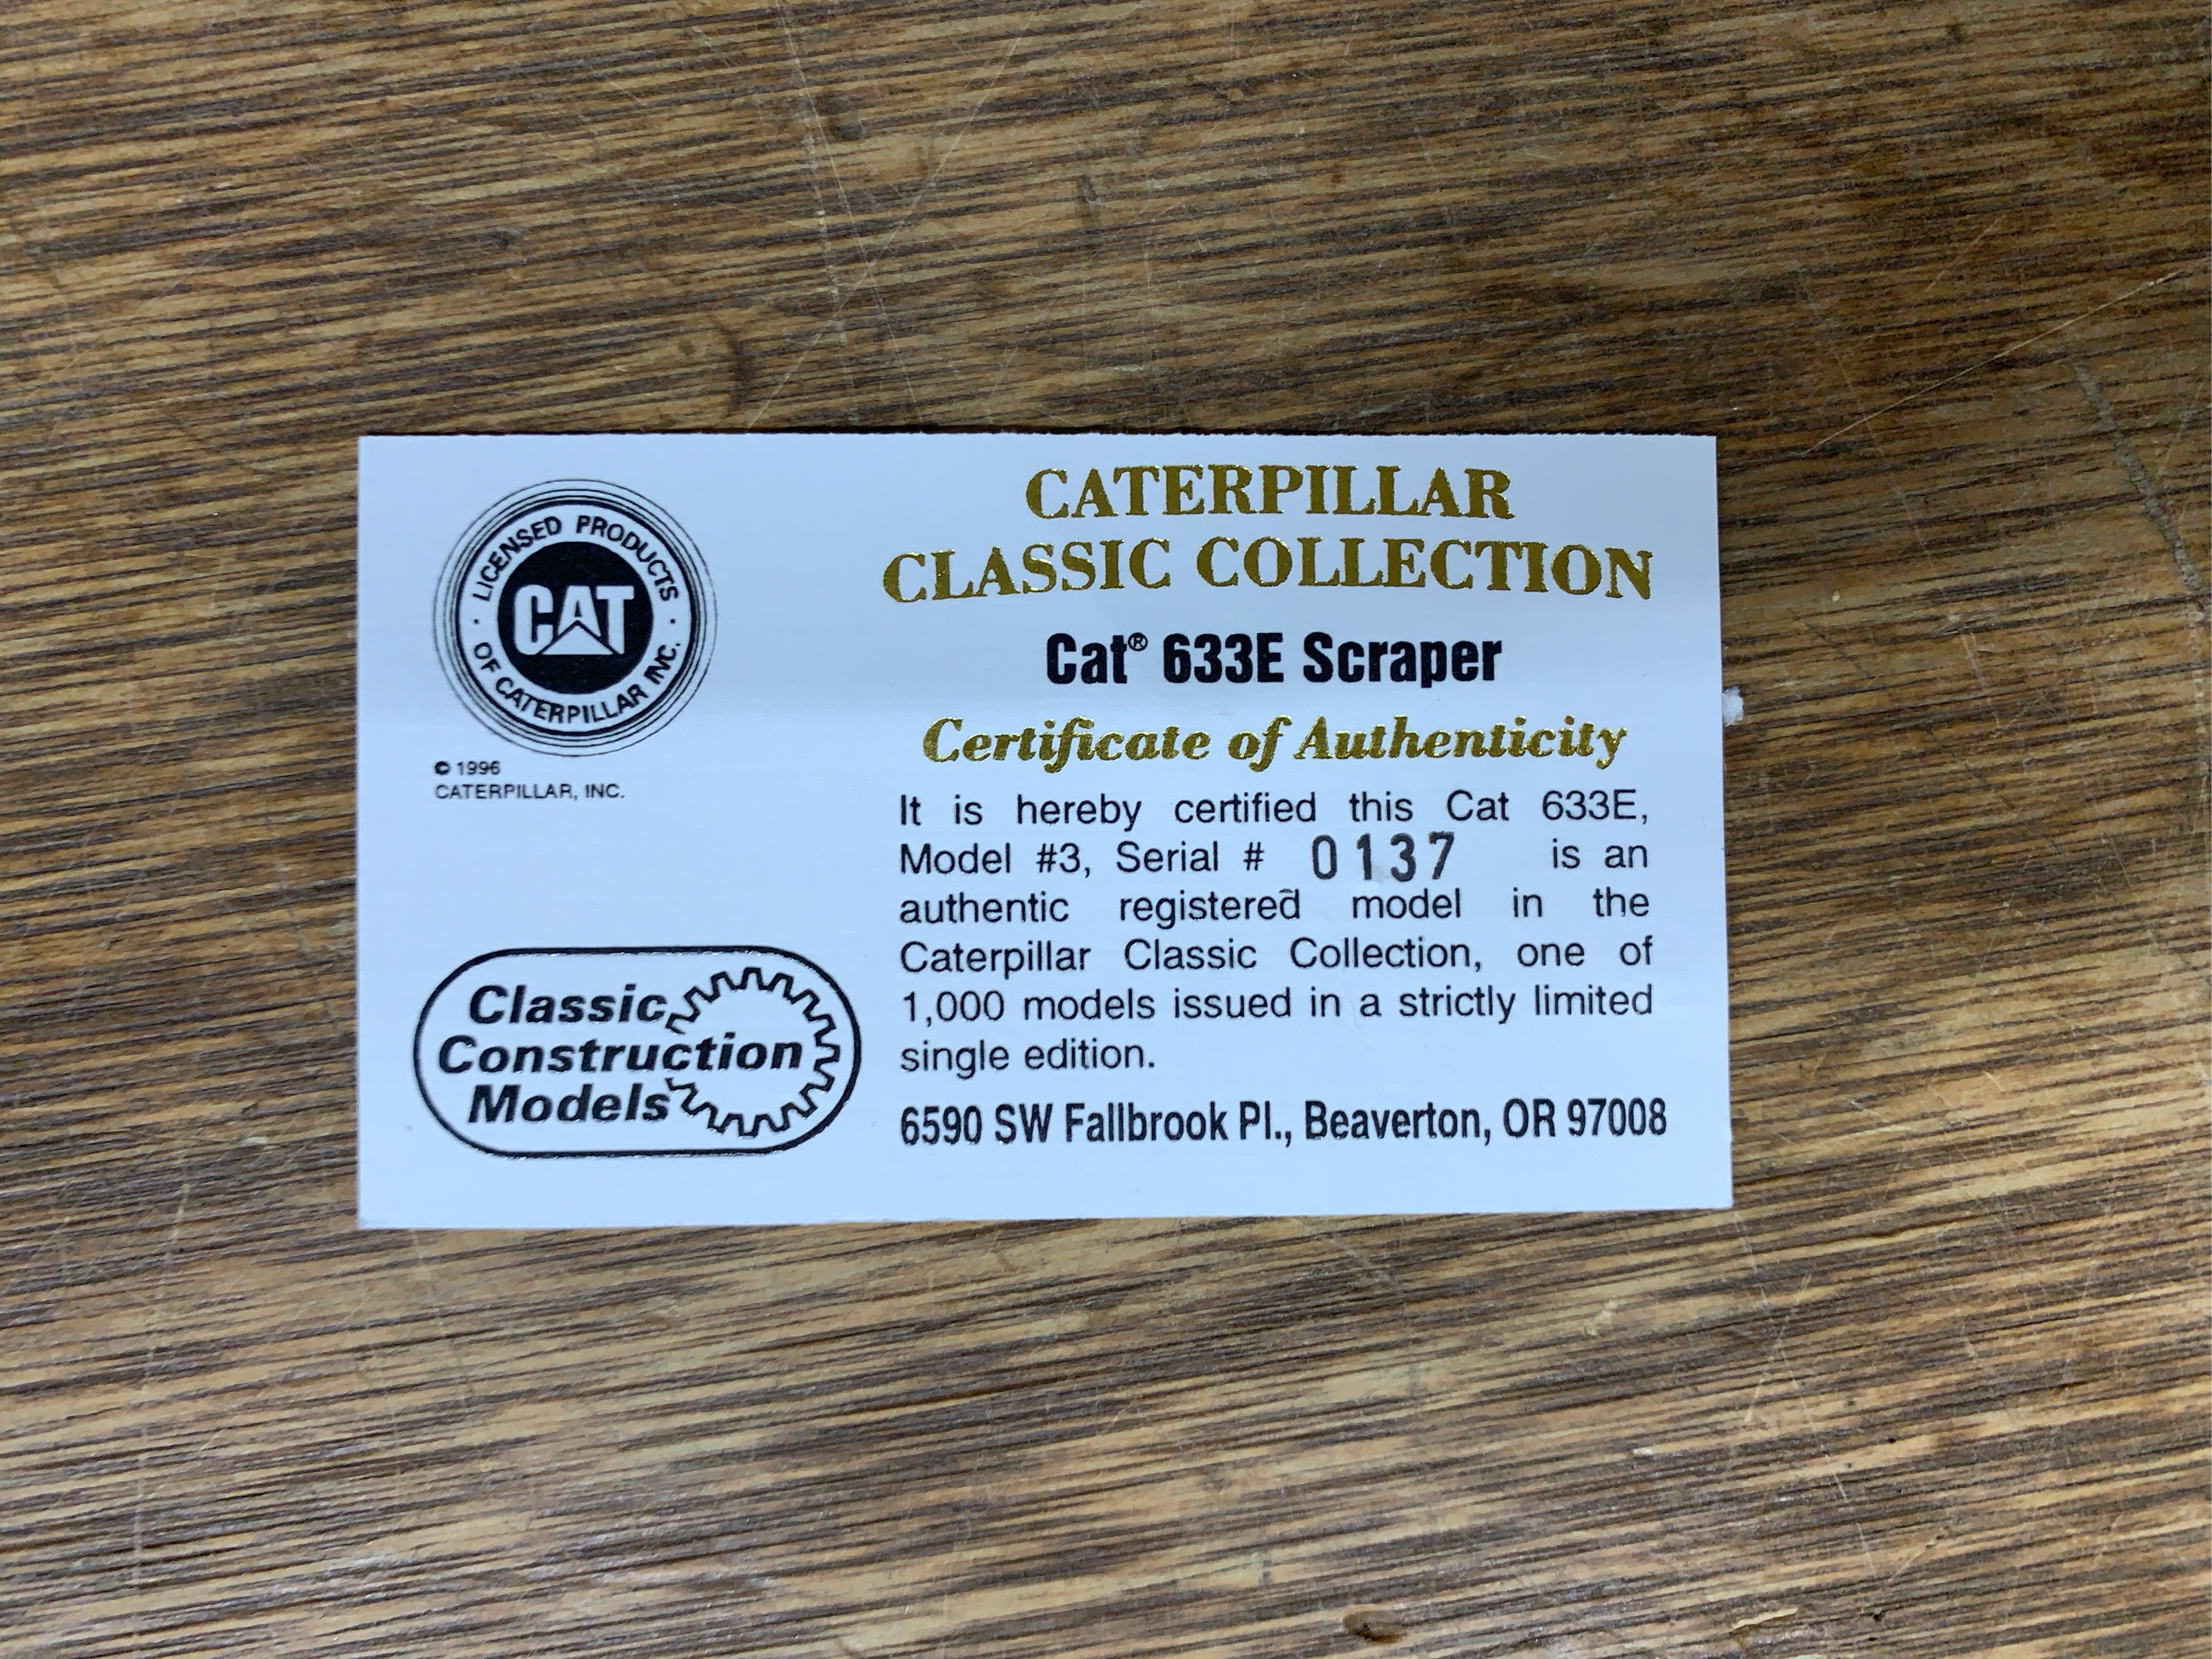 LICENSED PRODUCTS
CAT
OF CATERPILLAR INC.
© 1996
CATERPILLAR, INC.
Classic
Construction
Models
CATERPILLAR
CLASSIC COLLECTION
Cat® 633E Scraper
Certificate of Authenticity
It is hereby certified this Cat 633E,
Model #3, Serial # 0137 is an
authentic registered model in the
Caterpillar Classic Collection, one of
1,000 models issued in a strictly limited
single edition.
6590 SW Fallbrook Pl., Beaverton, OR 97008